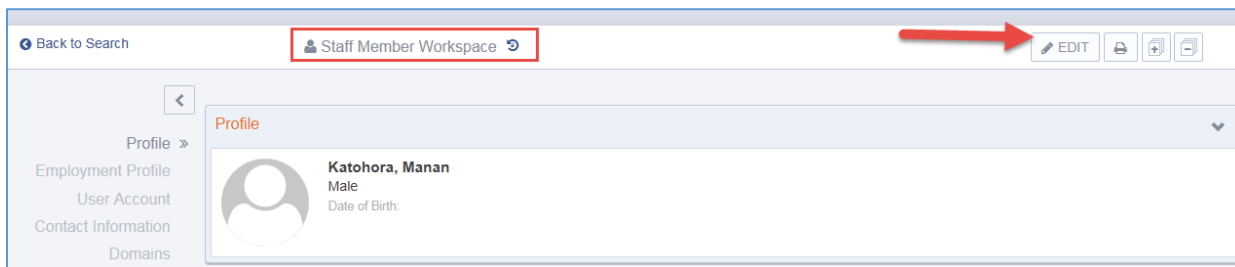 Back to Search
Staff Member Workspace
EDIT
Profile
Profile »
Katohora, Manan
Male
Date of Birth:
Employment Profile
User Account
Contact Information
Domains